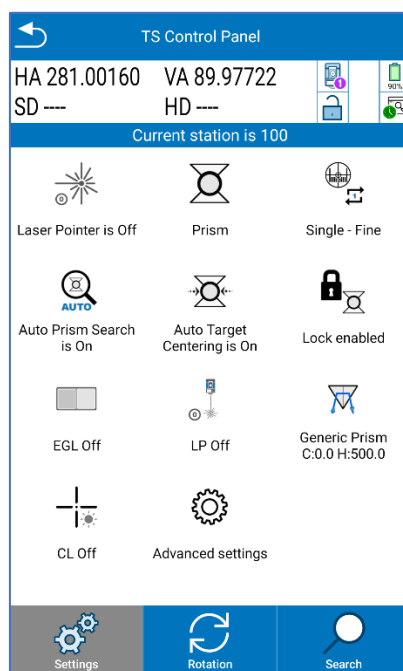 TS Control Panel
HA 281.00160 VA 89.97722
SD ---- HD ----
1
90%
Current station is 100
Laser Pointer is Off
Prism
Single - Fine
AUTO
Auto Prism Search
is On
Auto Target
Centering is On
Lock enabled
EGL Off
LP Off
Generic Prism
C:0.0 H:500.0
CL Off
Advanced settings
Settings
Rotation
Search